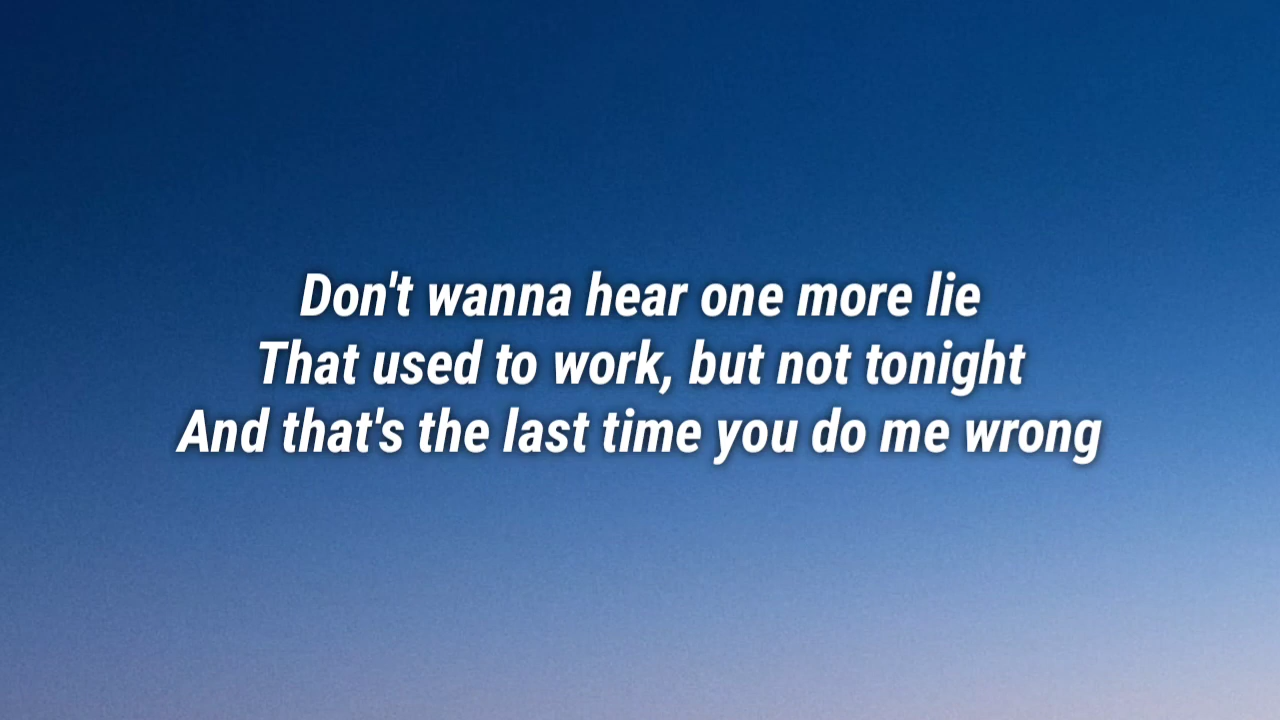 Don't wanna hear one more lie
That used to work, but not tonight
And that's the last time you do me wrong